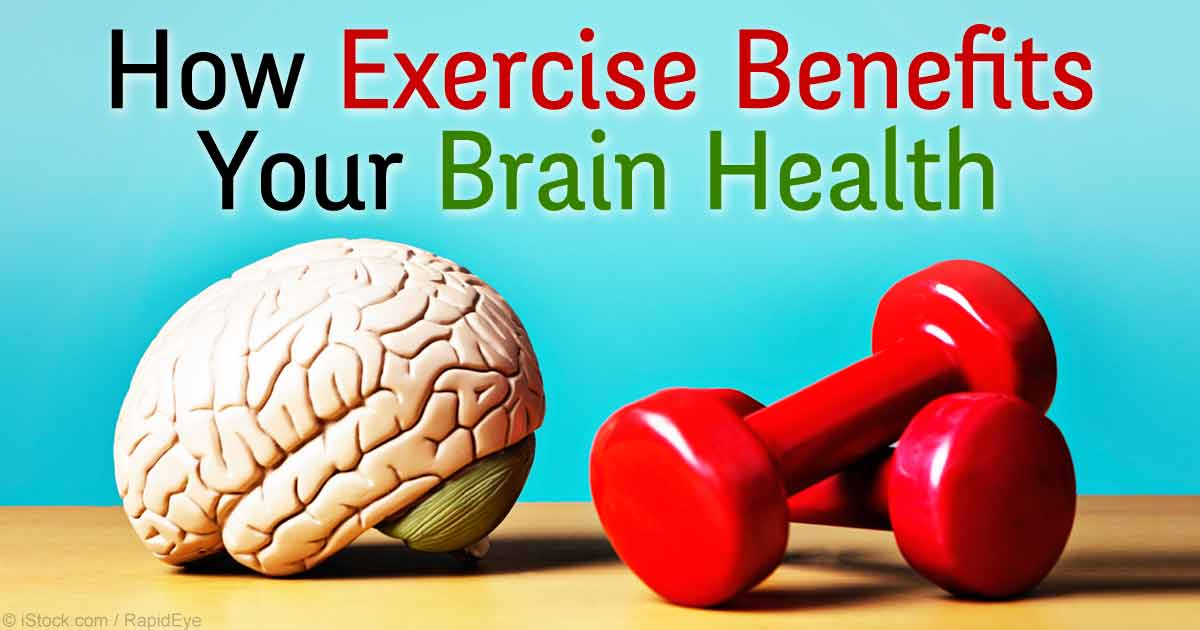 How Exercise Benefits
Your Brain Health
© iStock.com / RapidEye